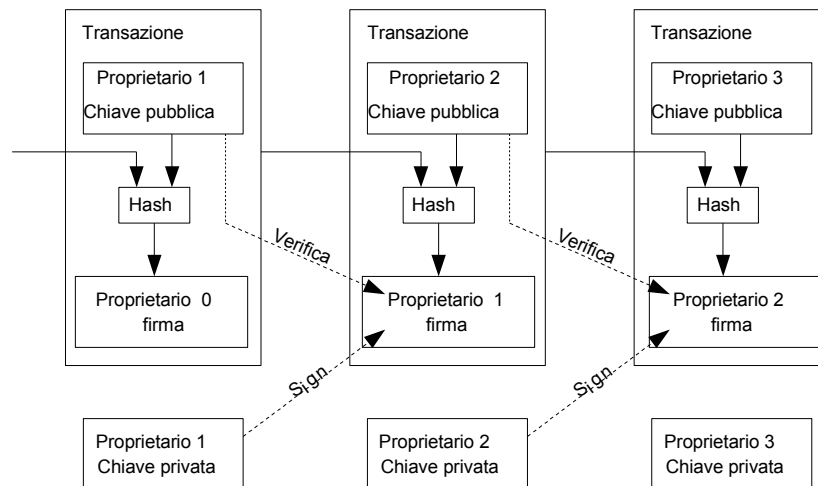 Transazione
Proprietario 1
Chiave pubblica
Hash
Proprietario 0
firma
Transazione
Proprietario 2
Chiave pubblica
Hash
Verifica
Proprietario 1
firma
Transazione
Proprietario 3
Chiave pubblica
Hash
Verifica
Proprietario 2
firma
Proprietario 1
Chiave privata
Sign
Proprietario 2
Chiave privata
Sign
Proprietario 3
Chiave privata